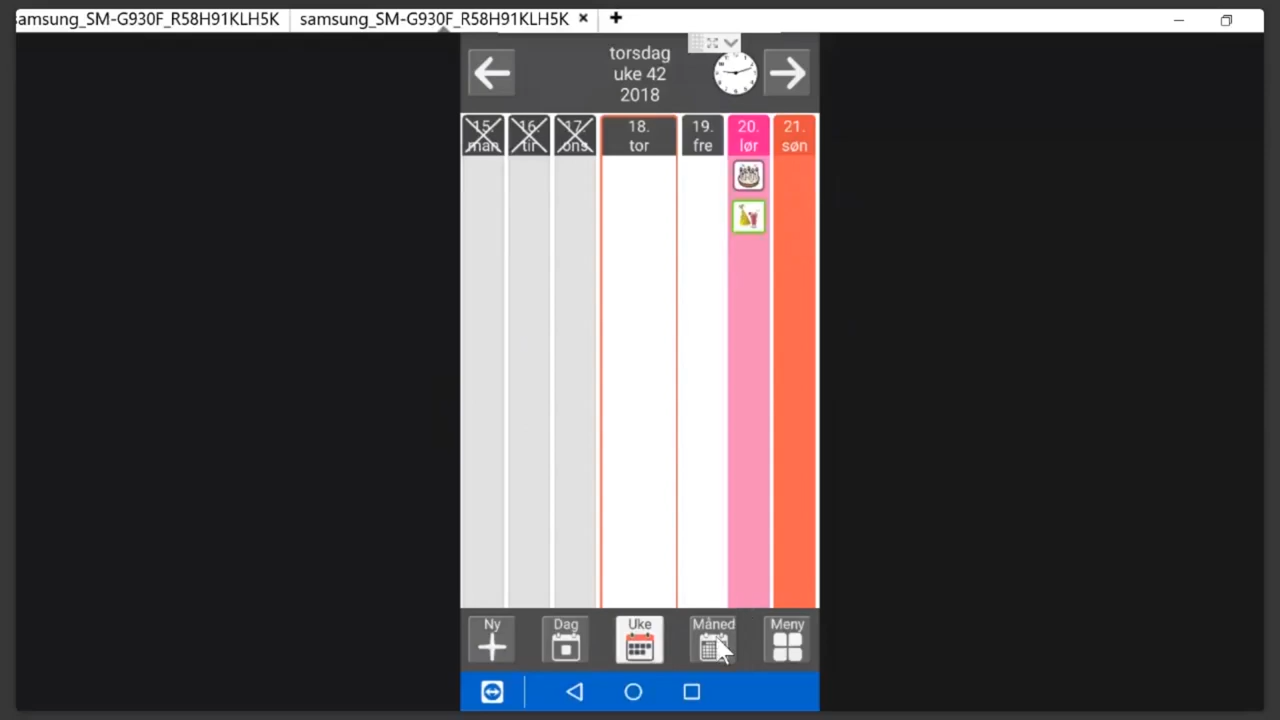 amsung_SM-G930F_R58H91KLH5K
samsung_SM-G930F_R58H91KLH5K
torsdag
uke 42
2018
15. man
16. tir
17. ons
18. tor
19. fre
20. lør
21. søn
Ny
Dag
Uke
Måned
Meny